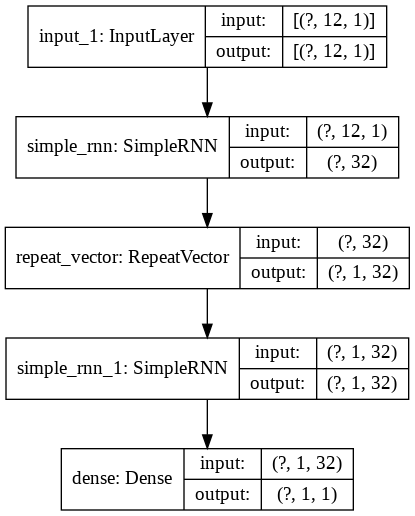 input_1: InputLayer
input: [(?, 12, 1)]
output: [(?, 12, 1)]
simple_rnn: SimpleRNN
input: (?, 12, 1)
output: (?, 32)
repeat_vector: RepeatVector
input: (?, 32)
output: (?, 1, 32)
simple_rnn_1: SimpleRNN
input: (?, 1, 32)
output: (?, 1, 32)
dense: Dense
input: (?, 1, 32)
output: (?, 1, 1)